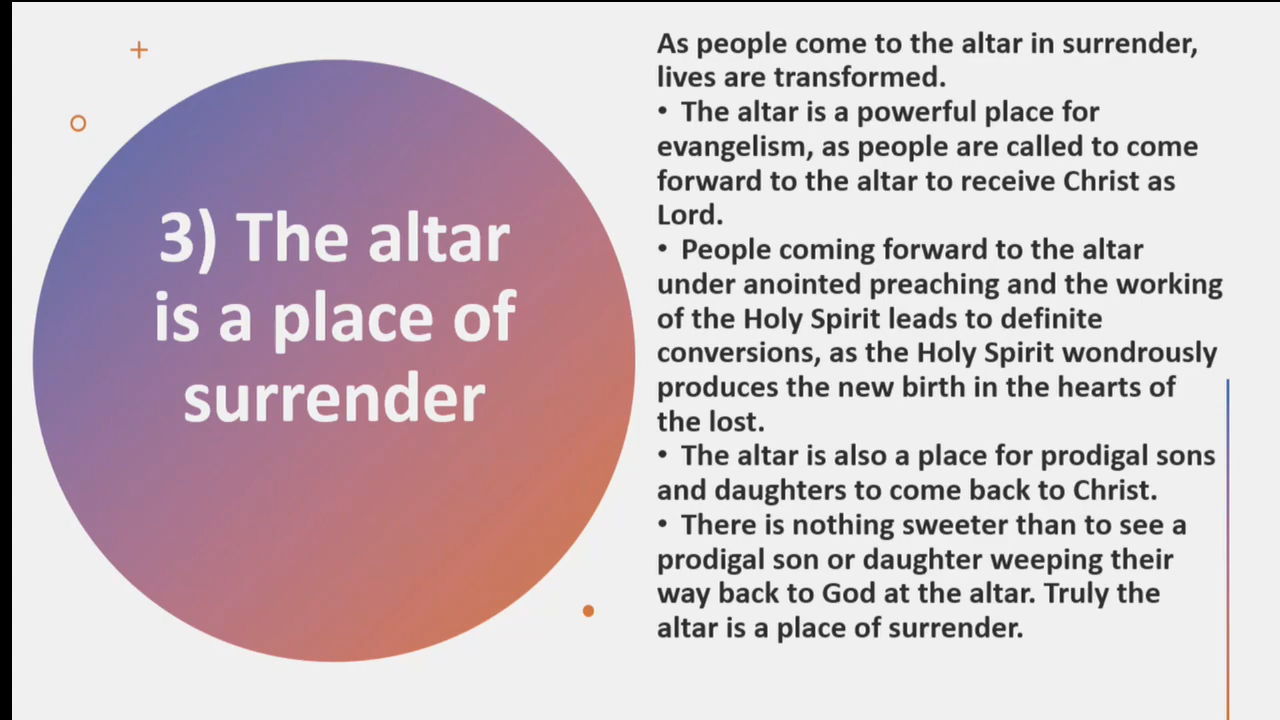 3) The altar
is a place of
surrender
As people come to the altar in surrender,
lives are transformed.
• The altar is a powerful place for
evangelism, as people are called to come
forward to the altar to receive Christ as
Lord.
• People coming forward to the altar
under anointed preaching and the working
of the Holy Spirit leads to definite
conversions, as the Holy Spirit wondrously
produces the new birth in the hearts of
the lost.
• The altar is also a place for prodigal sons
and daughters to come back to Christ.
• There is nothing sweeter than to see a
prodigal son or daughter weeping their
way back to God at the altar. Truly the
altar is a place of surrender.